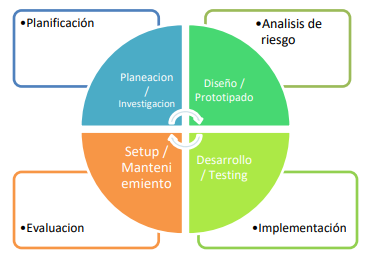 •Planificación
•Analisis de
riesgo
Planeacion
/
Investigacion
Diseño /
Prototipado
Setup /
Manteni
emiento
Desarrollo
/ Testing
•Evaluacion
•Implementación